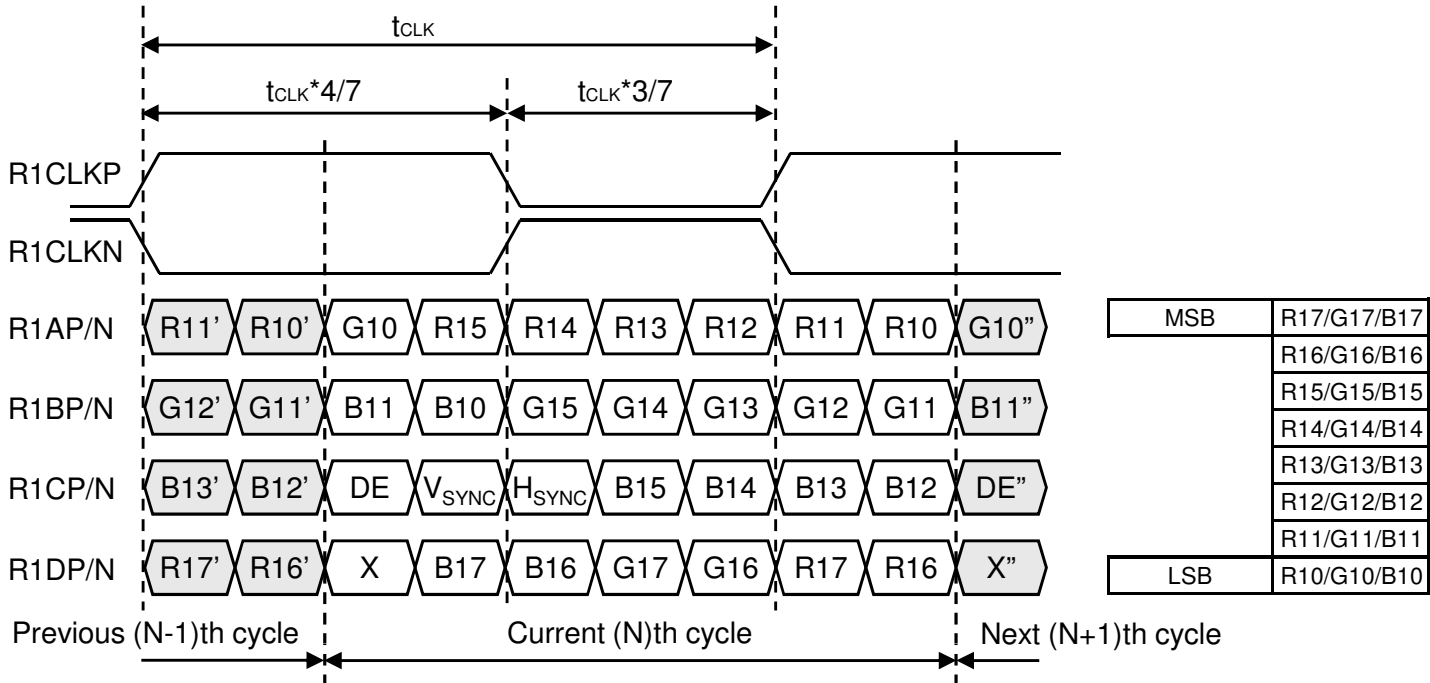 tCLK
tCLK*4/7 tCLK*3/7
R1CLKP
R1CLKN
R1AP/N R11’ R10’ G10 R15 R14 R13 R12 R11 R10 G10”
R1BP/N G12’ G11’ B11 B10 G15 G14 G13 G12 G11 B11”
R1CP/N B13’ B12’ DE VSYNC HSYNC B15 B14 B13 B12 DE”
R1DP/N R17’ R16’ X B17 B16 G17 G16 R17 R16 X”
Previous (N-1)th cycle Current (N)th cycle Next (N+1)th cycle
MSB R17/G17/B17
R16/G16/B16
R15/G15/B15
R14/G14/B14
R13/G13/B13
R12/G12/B12
R11/G11/B11
LSB R10/G10/B10